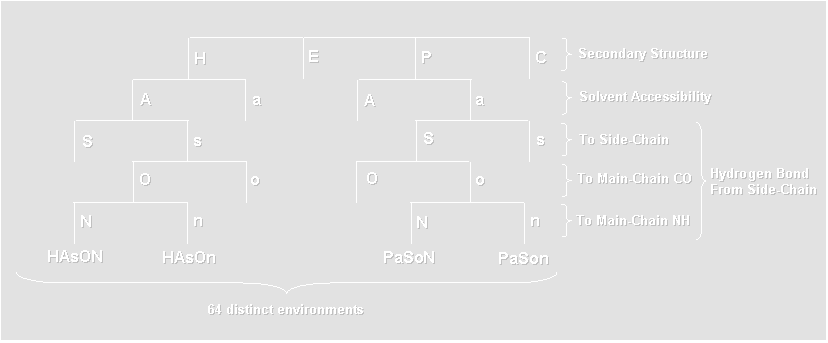 H E P C Secondary Structure
A a A a Solvent Accessibility
S s S s To Side-Chain
O o O o To Main-Chain CO
Hydrogen Bond
From Side-Chain
N n N n To Main-Chain NH
HAsON HAsOn PaSoN PaSon
64 distinct environments